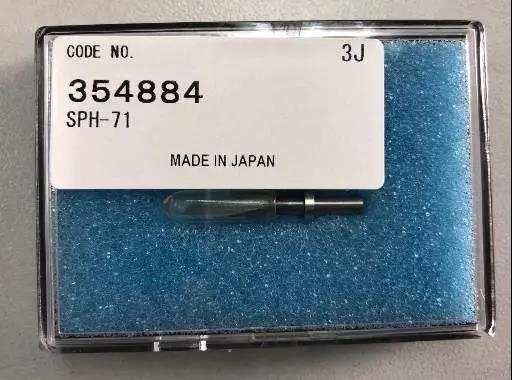 CODE NO.
3J
354884
SPH-71
MADE IN JAPAN